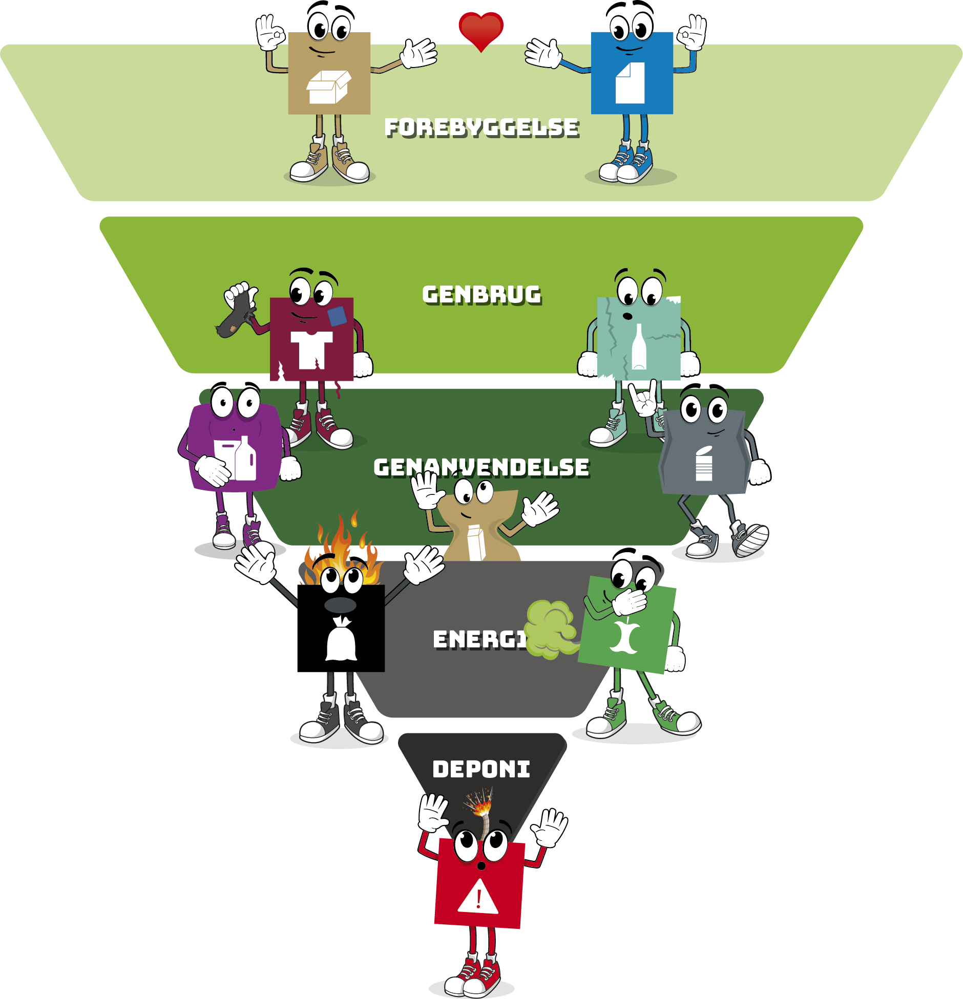 FOREBYGGELSE
GENBRUG
GENANVENDELSE
ENERGI
DEPONI
!